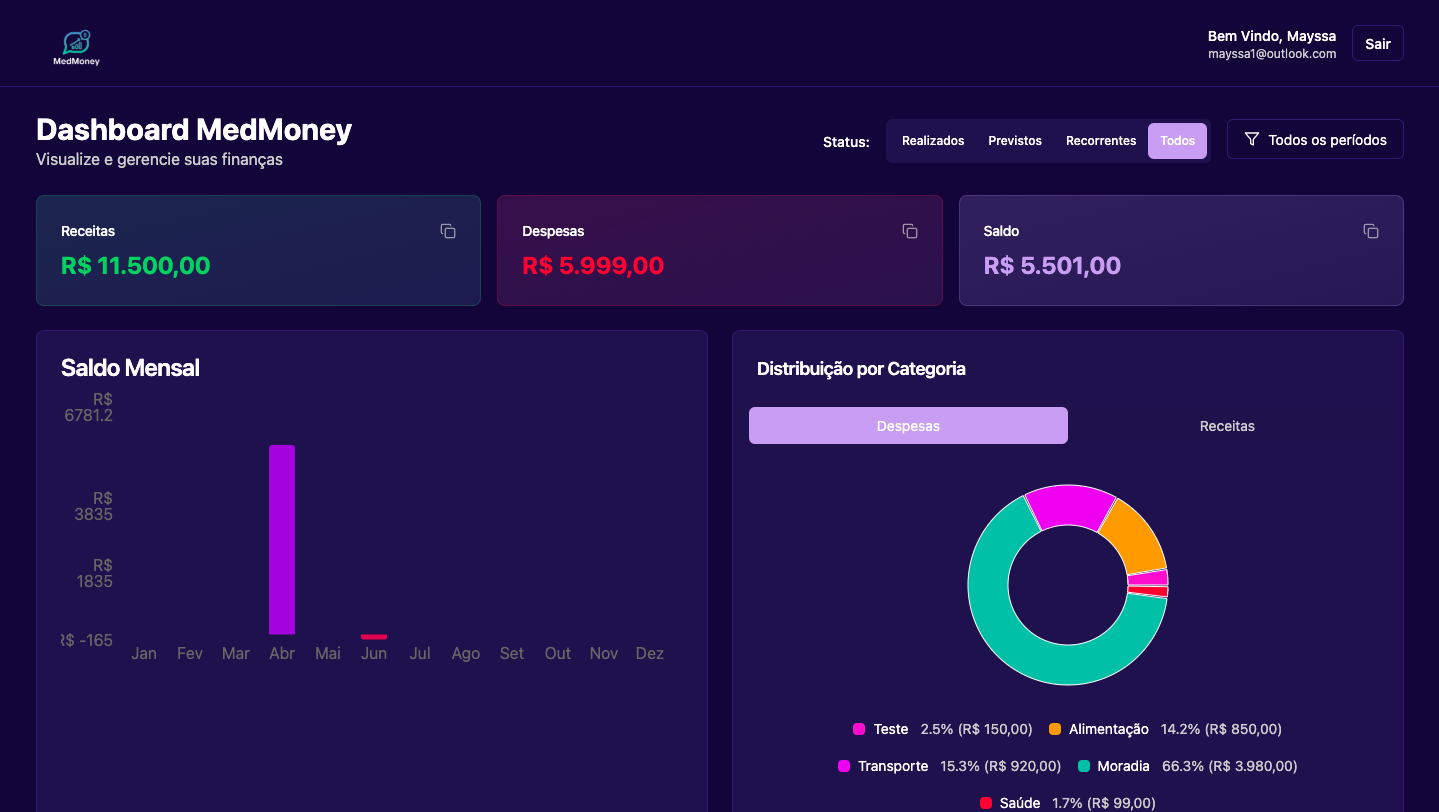 MedMoney
Bem Vindo, Mayssa
mayssa1@outlook.com
Sair
Dashboard MedMoney
Visualize e gerencie suas finanças
Status:
Realizados
Previstos
Recorrentes
Todos
Todos os períodos
Receitas
R$ 11.500,00
Despesas
R$ 5.999,00
Saldo
R$ 5.501,00
Saldo Mensal
R$
6781.2
R$
3835
R$
1835
R$ -165
Jan Fev Mar Abr Mai Jun Jul Ago Set Out Nov Dez
Distribuição por Categoria
Despesas
Receitas
Teste 2.5% (R$ 150,00) Alimentação 14.2% (R$ 850,00)
Transporte 15.3% (R$ 920,00) Moradia 66.3% (R$ 3.980,00)
Saúde 1.7% (R$ 99,00)